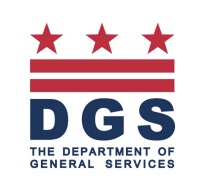 DGS
THE DEPARTMENT OF
GENERAL SERVICES